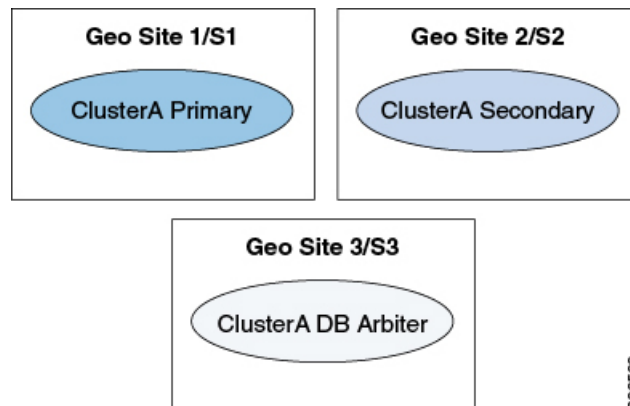 Geo Site 1/S1
ClusterA Primary
Geo Site 2/S2
ClusterA Secondary
Geo Site 3/S3
ClusterA DB Arbiter